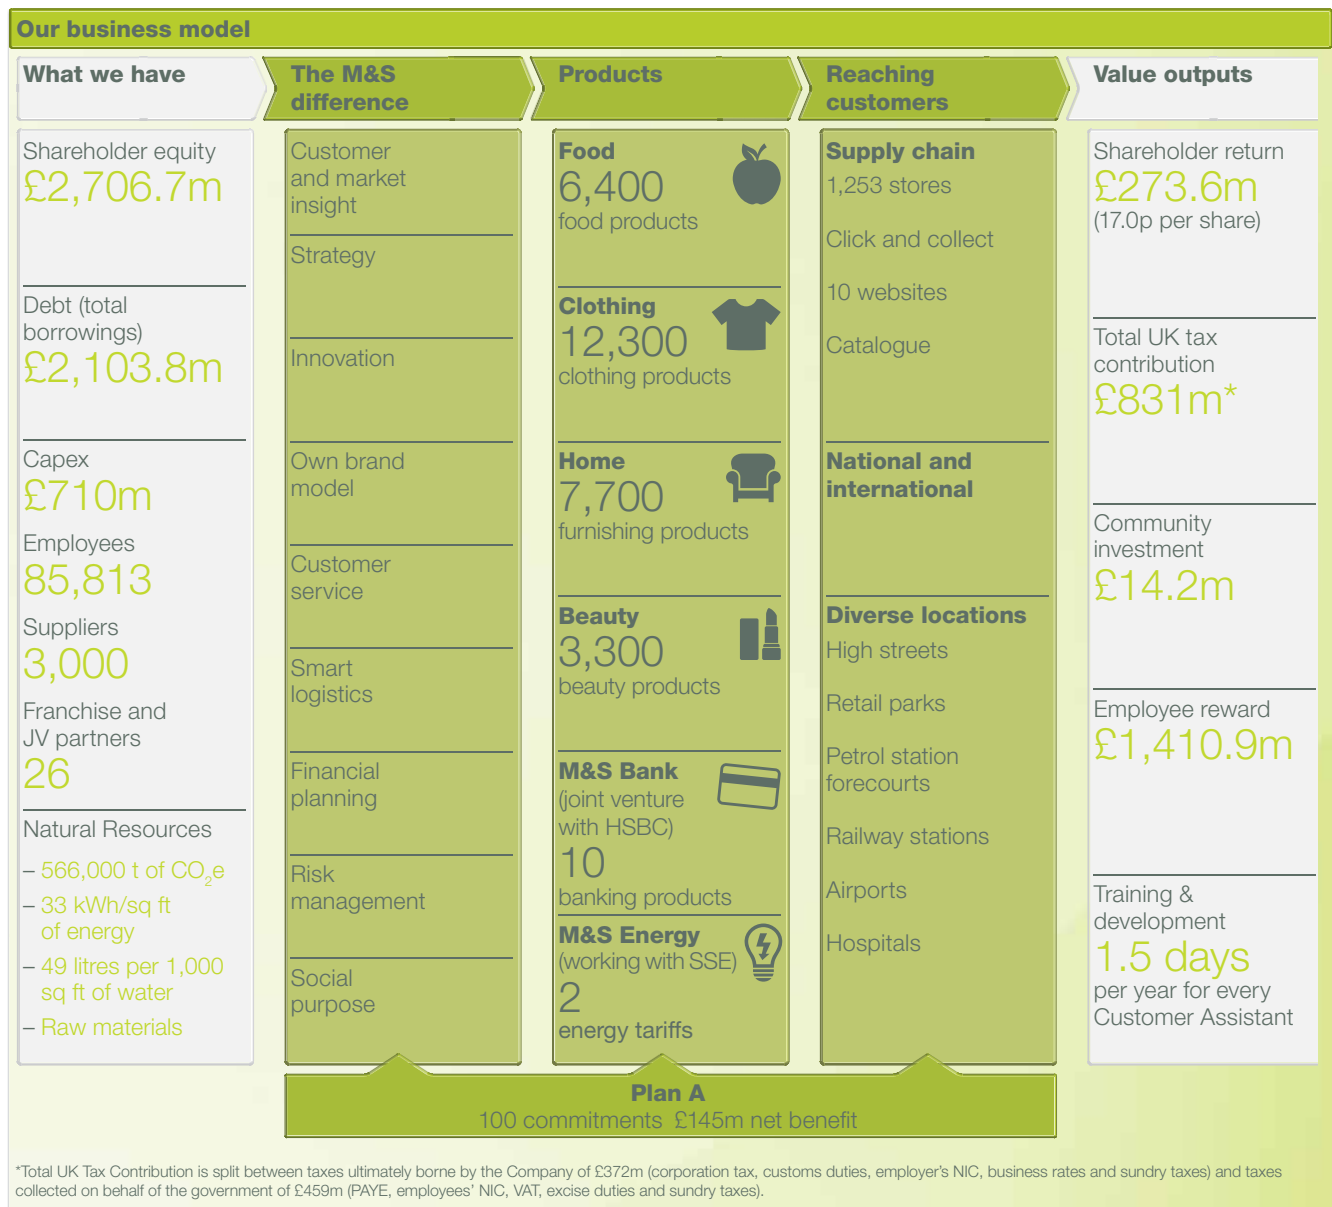 Our business model
What we have
The M&S
difference
Products
Reaching
customers
Value outputs
Shareholder equity
£2,706.7m
Debt (total
borrowings)
£2,103.8m
Capex
£710m
Employees
85,813
Suppliers
3,000
Franchise and
JV partners
26
Natural Resources
– 566,000 t of CO₂e
– 33 kWh/sq ft
of energy
– 49 litres per 1,000
sq ft of water
– Raw materials
Customer
and market
insight
Strategy
Innovation
Own brand
model
Customer
service
Smart
logistics
Financial
planning
Risk
management
Social
purpose
Food
6,400
food products
Clothing
12,300
clothing products
Home
7,700
furnishing products
Beauty
3,300
beauty products
M&S Bank
(joint venture
with HSBC)
10
banking products
M&S Energy
(working with SSE)
2
energy tariffs
Supply chain
1,253 stores
Click and collect
10 websites
Catalogue
National and
international
Diverse locations
High streets
Retail parks
Petrol station
forecourts
Railway stations
Airports
Hospitals
Shareholder return
£273.6m
(17.0p per share)
Total UK tax
contribution
£831m*
Community
investment
£14.2m
Employee reward
£1,410.9m
Training &
development
1.5 days
per year for every
Customer Assistant
Plan A
100 commitments £145m net benefit
*Total UK Tax Contribution is split between taxes ultimately borne by the Company of £372m (corporation tax, customs duties, employer's NIC, business rates and sundry taxes) and taxes
collected on behalf of the government of £459m (PAYE, employees' NIC, VAT, excise duties and sundry taxes).